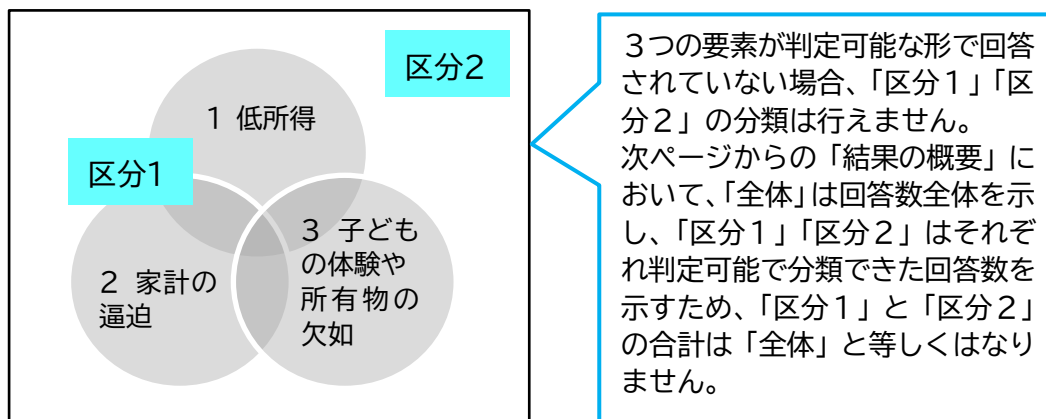 区分2
1 低所得
区分1
2 家計の
逼迫
3 子ども
の体験や
所有物の
欠如
3つの要素が判定可能な形で回答
されていない場合、「区分1」「区
分2」の分類は行えません。
次ページからの「結果の概要」に
おいて、「全体」は回答数全体を示
し、「区分1」「区分2」はそれぞ
れ判定可能で分類できた回答数を
示すため、「区分1」と「区分2」
の合計は「全体」と等しくはなり
ません。